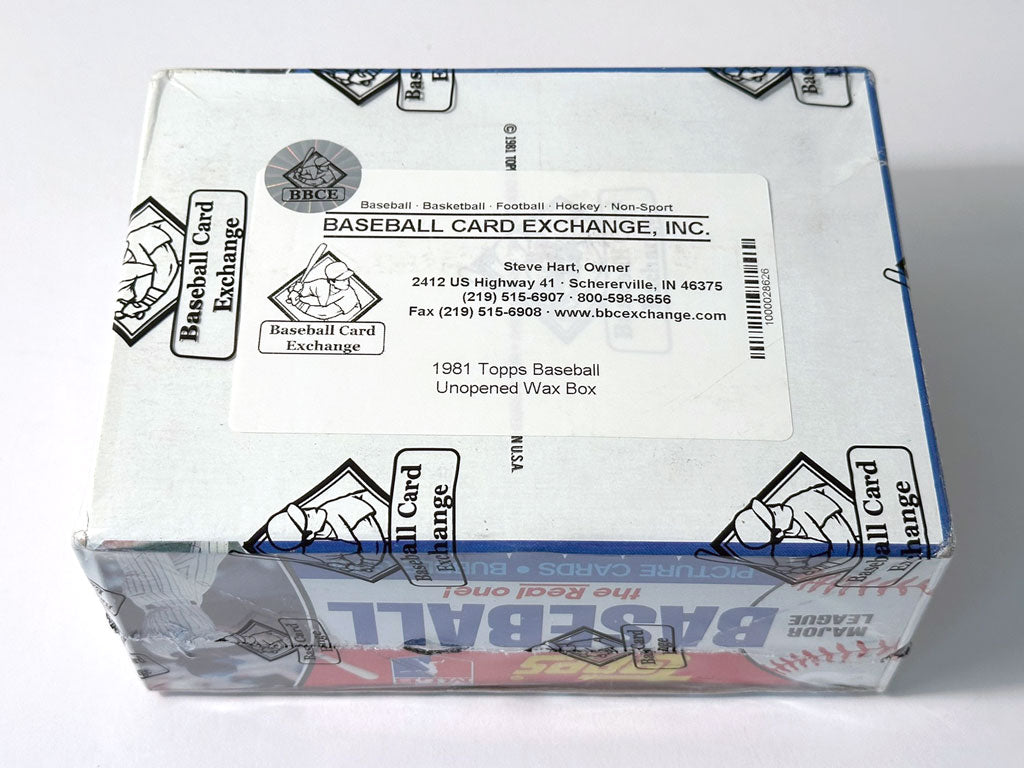 © 1981 TOPP
BBCE
Baseball · Basketball · Football · Hockey · Non-Sport
BASEBALL CARD EXCHANGE, INC.
Steve Hart, Owner
2412 US Highway 41 · Schererville, IN 46375
(219) 515-6907 · 800-598-8656
Fax (219) 515-6908 · www.bbcexchange.com
1000028626
Baseball Card
Exchange
1981 Topps Baseball
Unopened Wax Box
Baseball Card
Exchange
N U.S.A.
Baseball Card
Exchange
Baseball Card
Exchange
PICTURE CARDS • BU
the Real one!
MAJOR
LEAGUE
BASEBALL
Topps